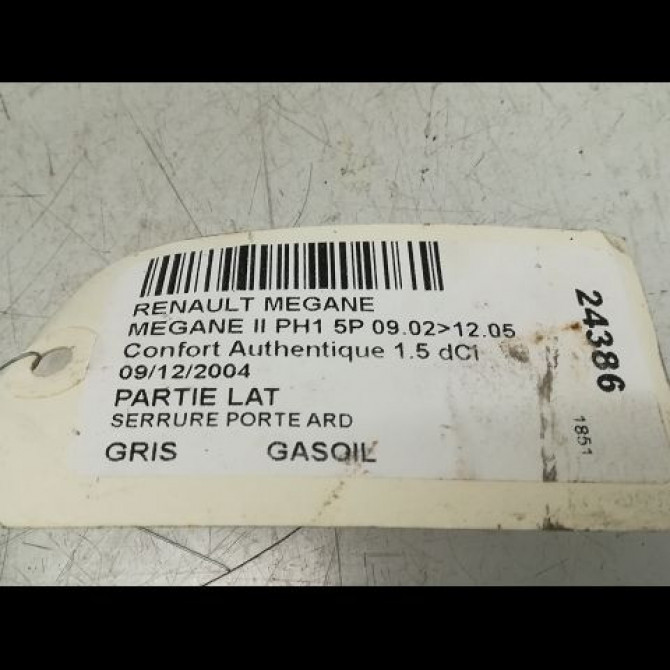 RENAULT MEGANE
MEGANE II PH1 5P 09.02>12.05
Confort Authentique 1.5 dCi
09/12/2004
PARTIE LAT
SERRURE PORTE ARD
GRIS GASOIL
24386
1851